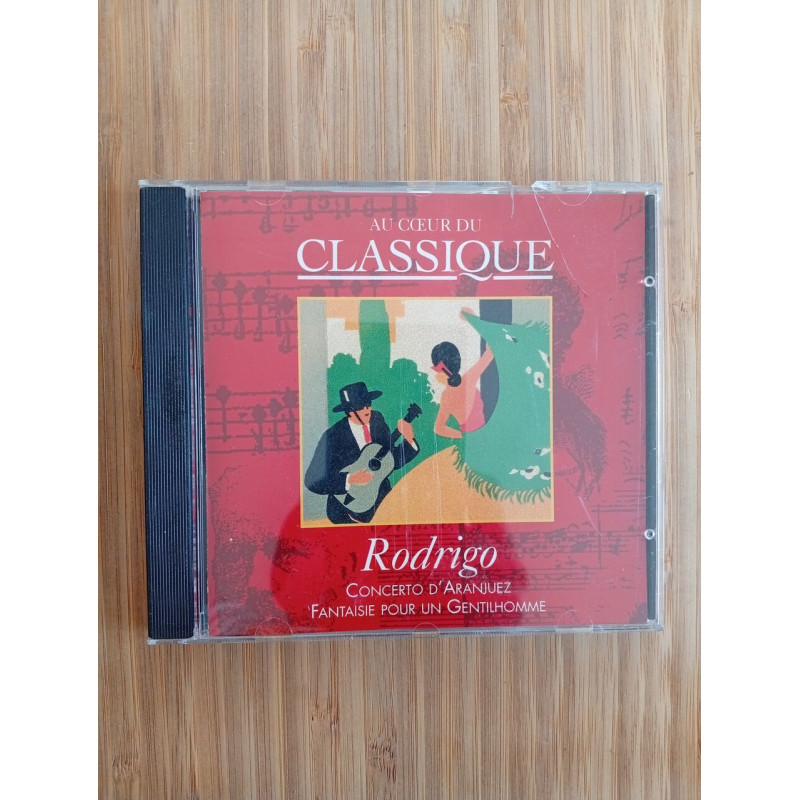 AU CŒUR DU
CLASSIQUE
Rodrigo
CONCERTO D'ARANJUEZ
FANTAISIE POUR UN GENTILHOMME